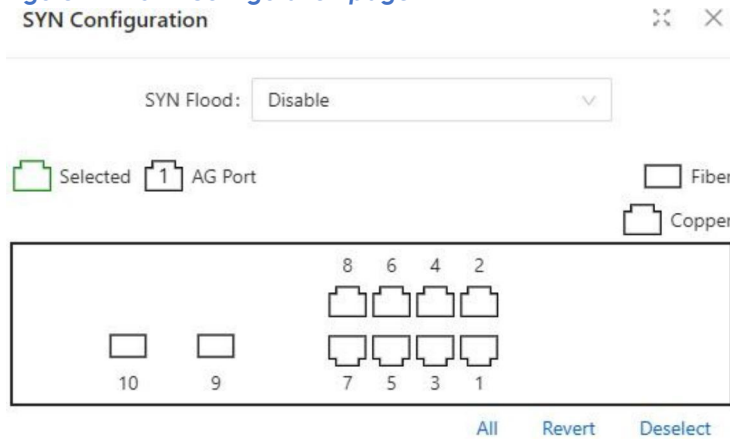 SYN Configuration
SYN Flood: Disable
Selected 1 AG Port Fiber
Copper
8 6 4 2
10 9 7 5 3 1
All Revert Deselect